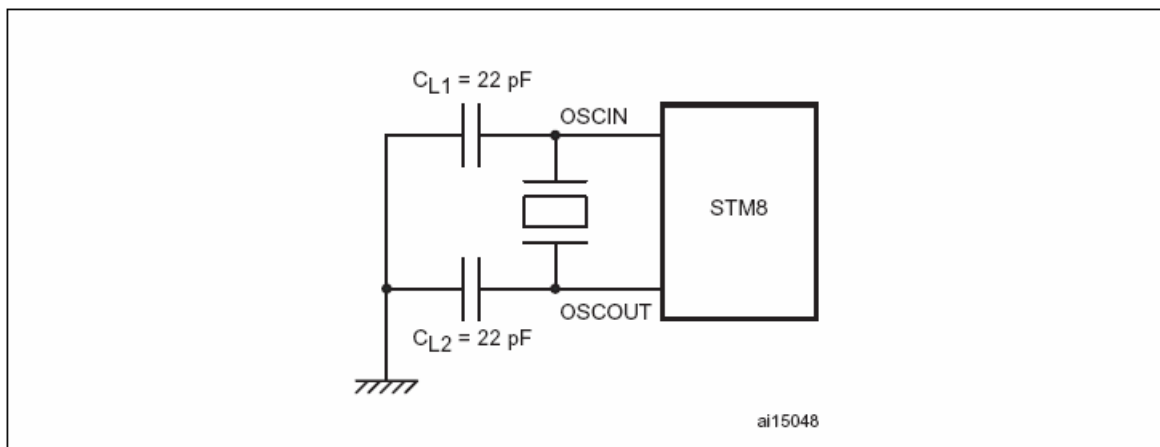 CL1 = 22 pF
OSCIN
STM8
OSCOUT
CL2 = 22 pF
ai15048